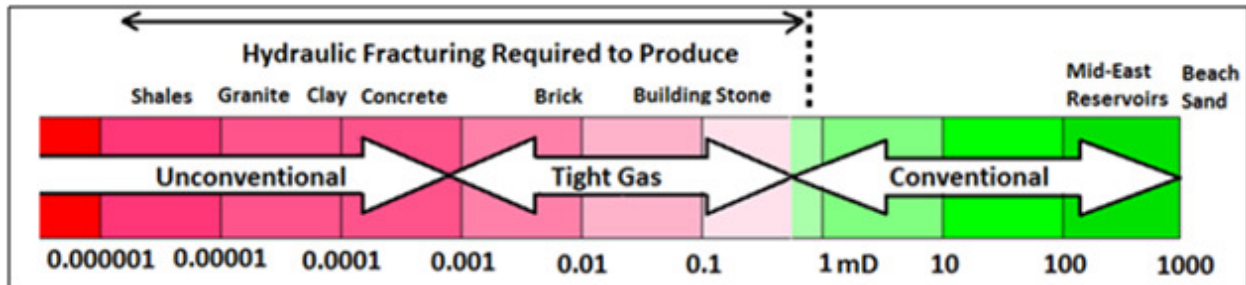 Hydraulic Fracturing Required to Produce
Shales Granite Clay Concrete Brick Building Stone Mid-East Reservoirs Beach Sand
Unconventional Tight Gas Conventional
0.000001 0.00001 0.0001 0.001 0.01 0.1 1 mD 10 100 1000